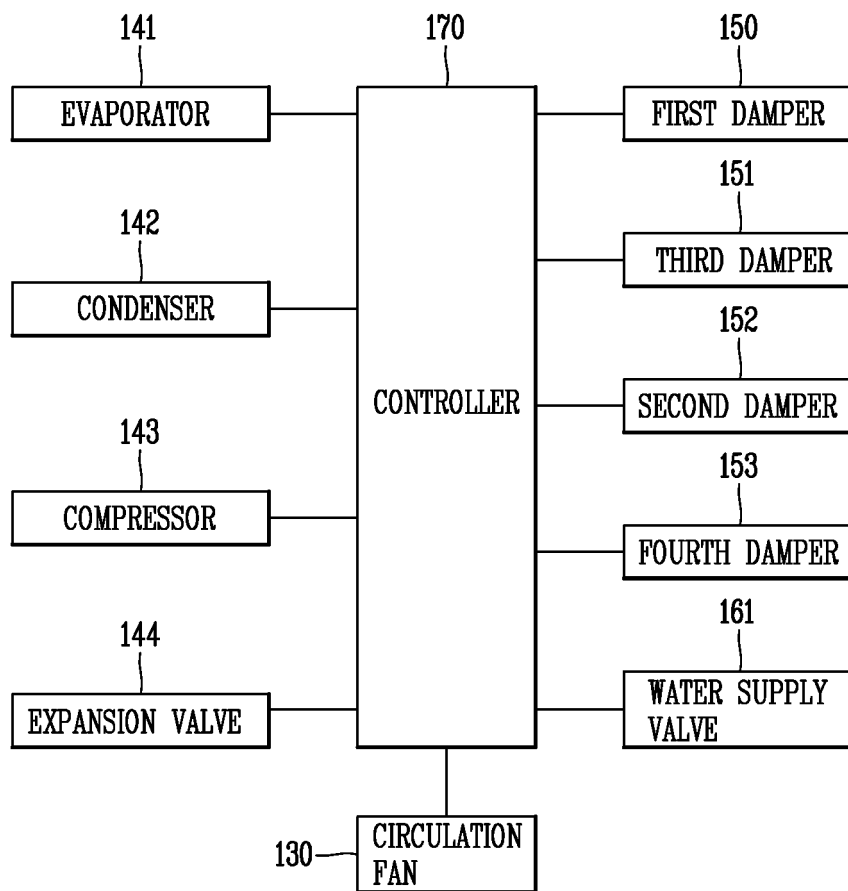 141
170
150
EVAPORATOR
FIRST DAMPER
151
142
THIRD DAMPER
CONDENSER
152
CONTROLLER
SECOND DAMPER
143
153
COMPRESSOR
FOURTH DAMPER
144
161
EXPANSION VALVE
WATER SUPPLY
VALVE
130
CIRCULATION
FAN